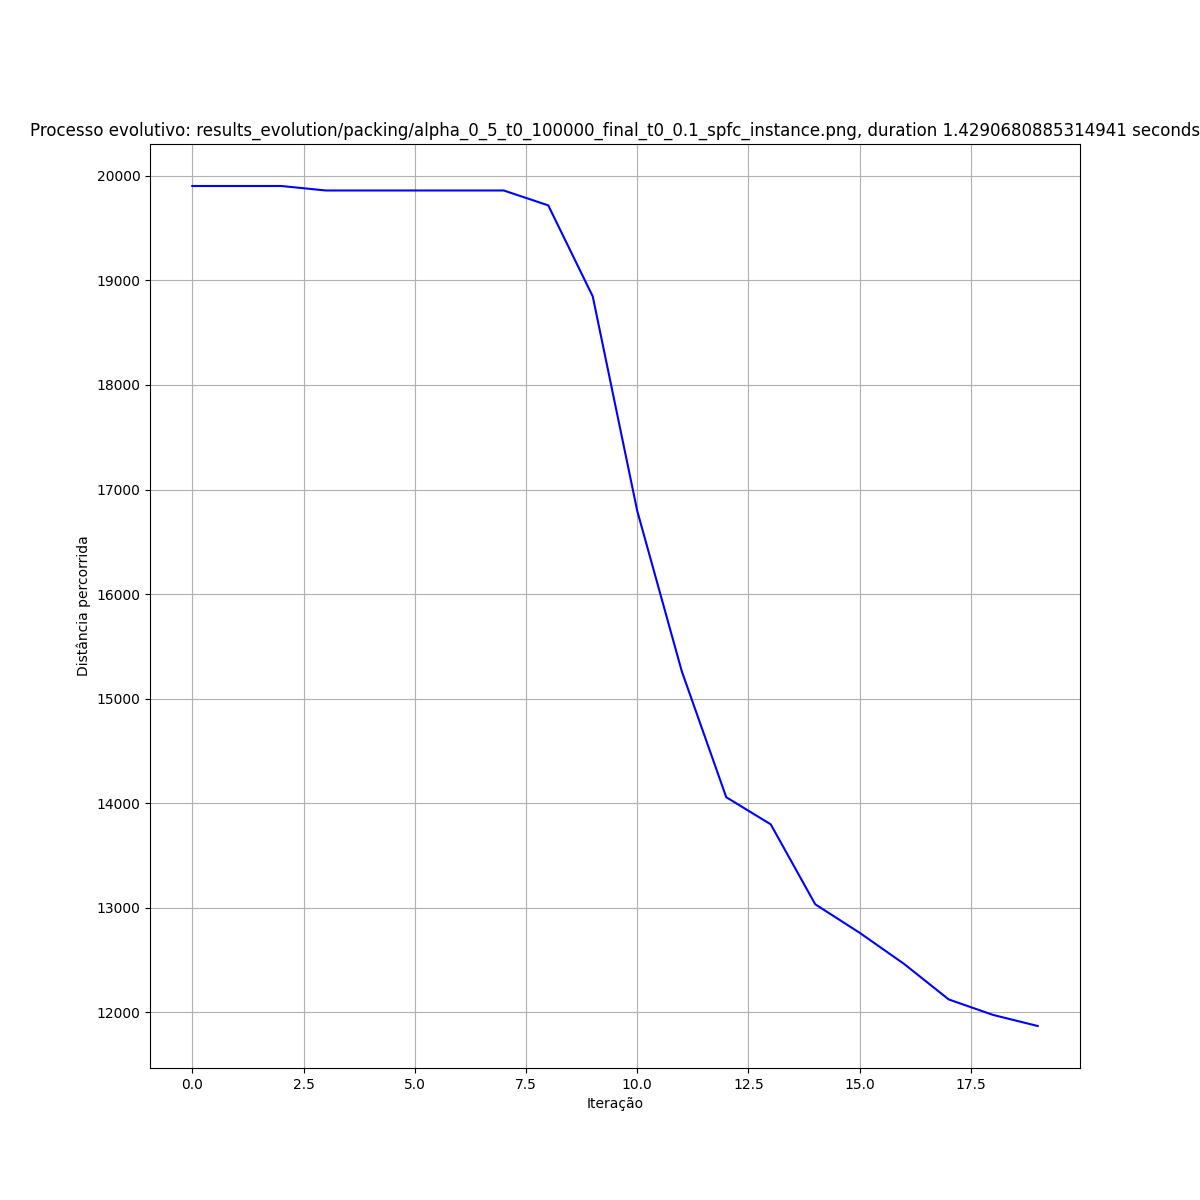 Processo evolutivo: results_evolution/packing/alpha_0_5_t0_100000_final_t0_0.1_spfc_instance.png, duration 1.4290680885314941 seconds
20000
19000
18000
17000
16000
15000
14000
13000
12000
Distância percorrida
0.0 2.5 5.0 7.5 10.0 12.5 15.0 17.5
Iteração